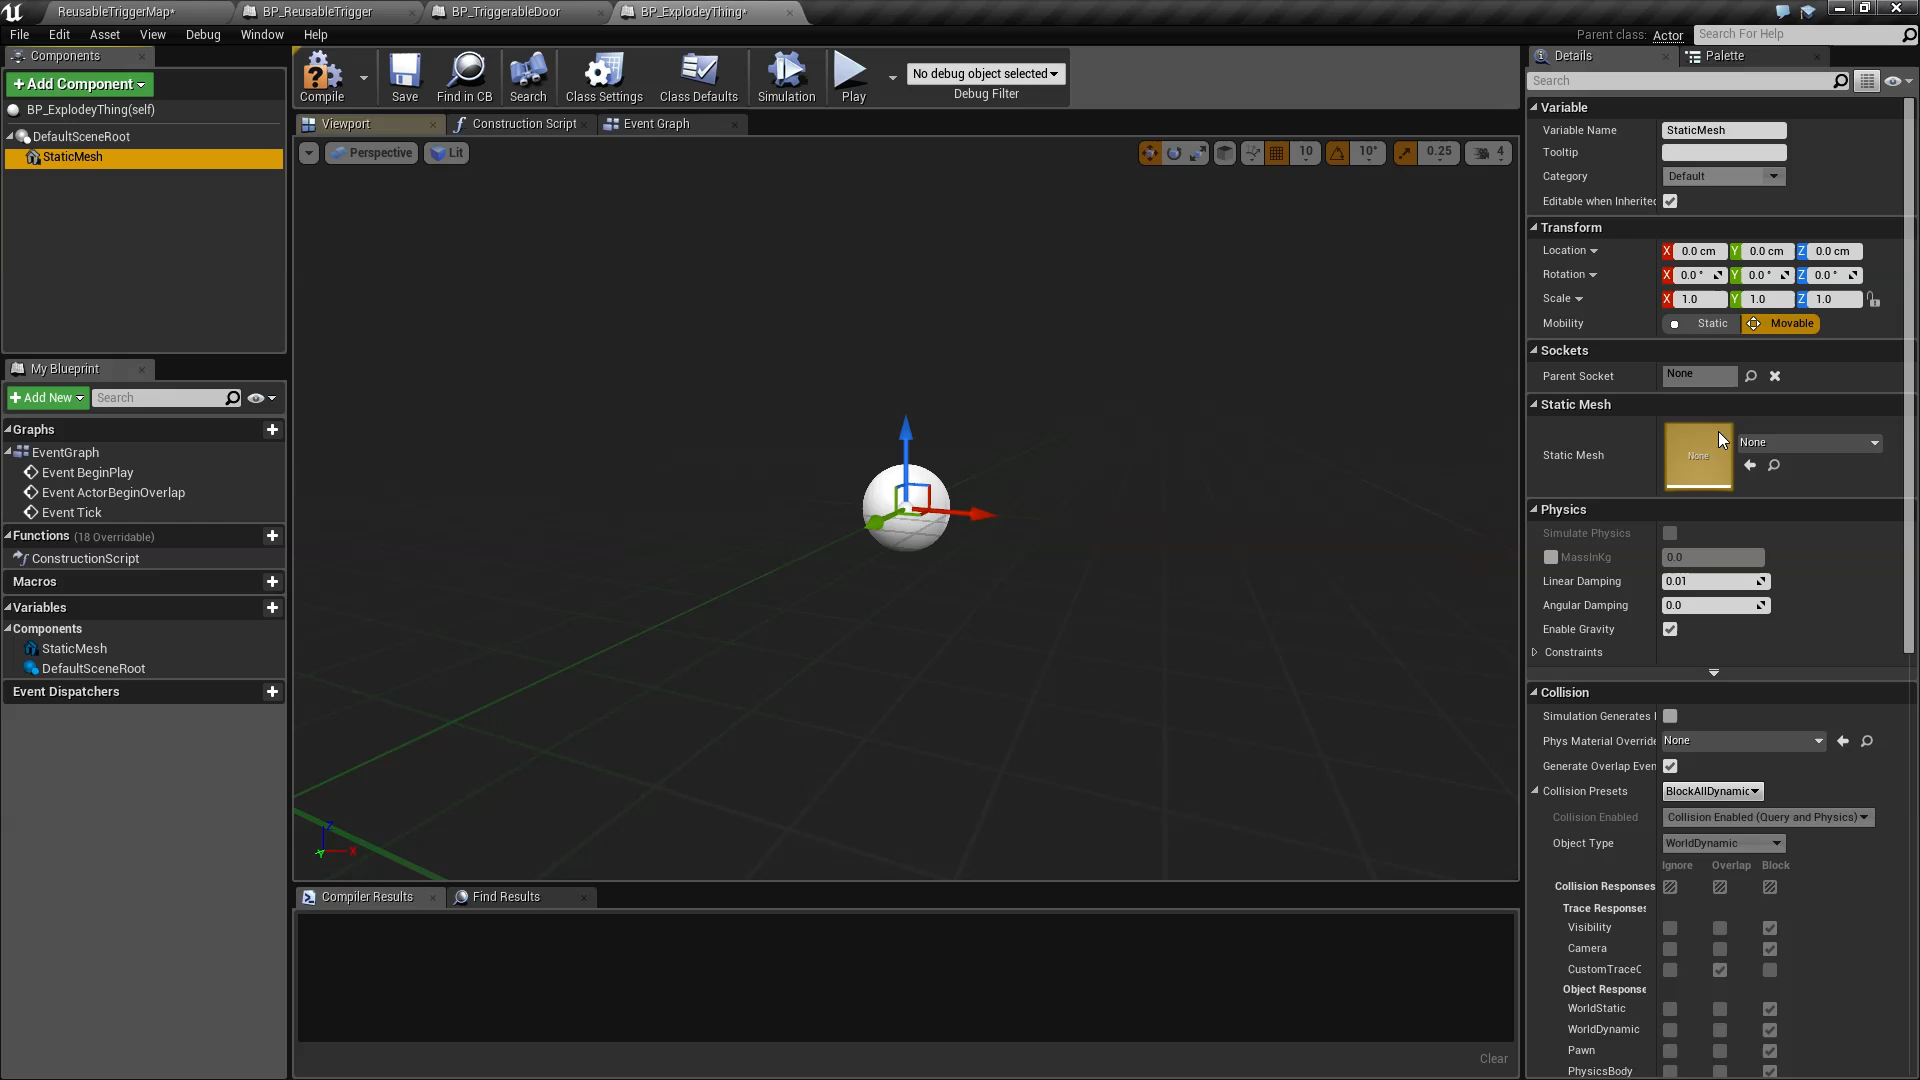 ReusableTriggerMap*
BP_ReusableTrigger
BP_TriggerableDoor
BP_ExplodeyThing*
File Edit Asset View Debug Window Help
Parent class: Actor
Search For Help
Components
+ Add Component
BP_ExplodeyThing(self)
DefaultSceneRoot
StaticMesh
My Blueprint
+ Add New
Search
Graphs
EventGraph
Event BeginPlay
Event ActorBeginOverlap
Event Tick
Functions (18 Overridable)
ConstructionScript
Macros
Variables
Components
StaticMesh
DefaultSceneRoot
Event Dispatchers
Compile
Save
Find in CB
Search
Class Settings
Class Defaults
Simulation
Play
No debug object selected
Debug Filter
Viewport
Construction Script
Event Graph
Perspective
Lit
10
10°
0.25
4
Z
X
Y
Compiler Results
Find Results
Clear
Details
Palette
Search
Variable
Variable Name StaticMesh
Tooltip
Category Default
Editable when Inherited
Transform
Location X 0.0 cm Y 0.0 cm Z 0.0 cm
Rotation X 0.0 ° Y 0.0 ° Z 0.0 °
Scale X 1.0 Y 1.0 Z 1.0
Mobility Static Movable
Sockets
Parent Socket None
Static Mesh
Static Mesh None None
Physics
Simulate Physics
MassInKg 0.0
Linear Damping 0.01
Angular Damping 0.0
Enable Gravity
Constraints
Collision
Simulation Generates
Phys Material Override None
Generate Overlap Even
Collision Presets BlockAllDynamic
Collision Enabled Collision Enabled (Query and Physics)
Object Type WorldDynamic
Ignore Overlap Block
Collision Responses
Trace Responses
Visibility
Camera
CustomTraceC
Object Response
WorldStatic
WorldDynamic
Pawn
PhysicsBody